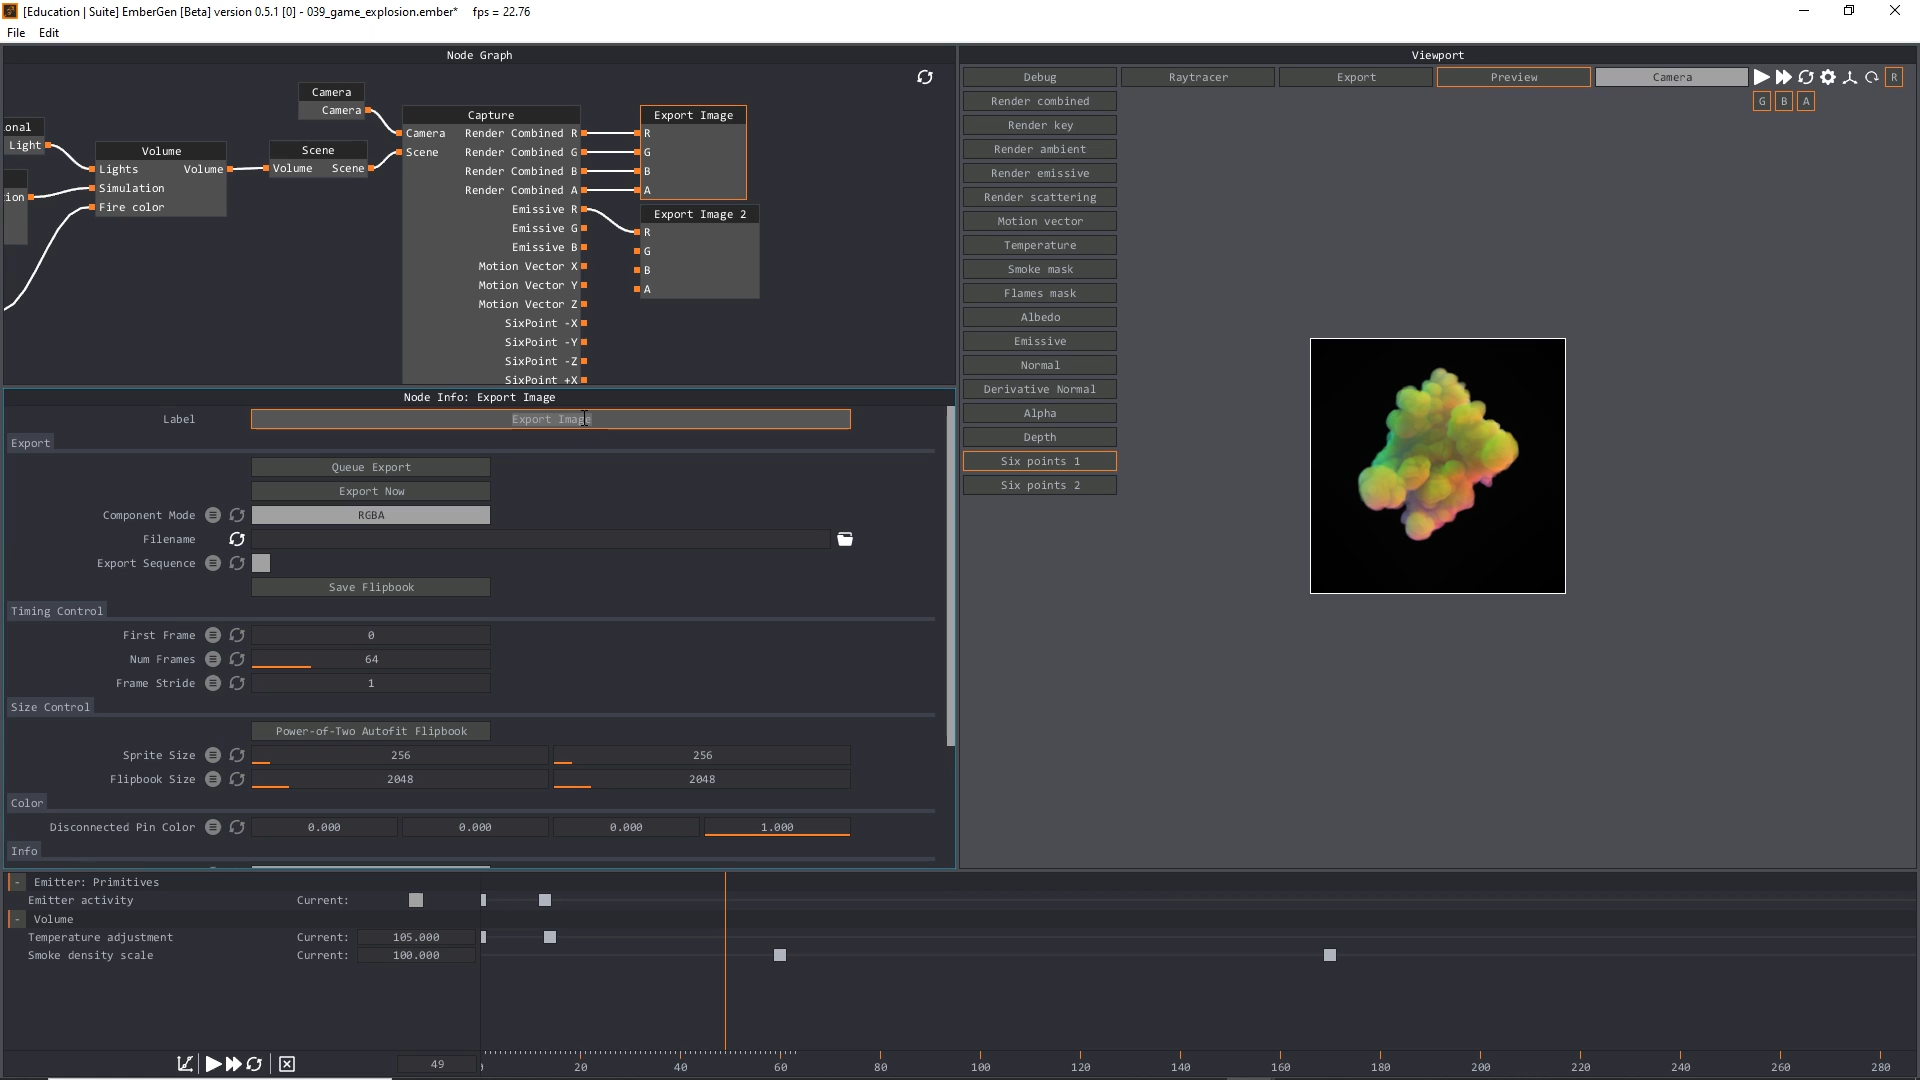 [Education | Suite] EmberGen [Beta] version 0.5.1 [0] - 039_game_explosion.ember* fps = 22.76
File Edit
Node Graph
Camera
Camera
Capture
Camera Render Combined R
Scene Render Combined G
Render Combined B
Render Combined A
Emissive R
Emissive G
Emissive B
Motion Vector X
Motion Vector Y
Motion Vector Z
SixPoint -X
SixPoint -Y
SixPoint -Z
SixPoint +X
Export Image
R
G
B
A
Export Image 2
R
G
B
A
onal
Light
ion
Volume
Lights Volume
Simulation
Fire color
Scene
Volume Scene
Viewport
Debug Raytracer Export Preview Camera R
G B A
Render combined
Render key
Render ambient
Render emissive
Render scattering
Motion vector
Temperature
Smoke mask
Flames mask
Albedo
Emissive
Normal
Derivative Normal
Alpha
Depth
Six points 1
Six points 2
Node Info: Export Image
Label Export Image
Export
Queue Export
Export Now
Component Mode RGBA
Filename
Export Sequence
Save Flipbook
Timing Control
First Frame 0
Num Frames 64
Frame Stride 1
Size Control
Power-of-Two Autofit Flipbook
Sprite Size 256 256
Flipbook Size 2048 2048
Color
Disconnected Pin Color 0.000 0.000 0.000 1.000
Info
- Emitter: Primitives
Emitter activity Current:
- Volume
Temperature adjustment Current: 105.000
Smoke density scale Current: 100.000
49 20 40 60 80 100 120 140 160 180 200 220 240 260 280